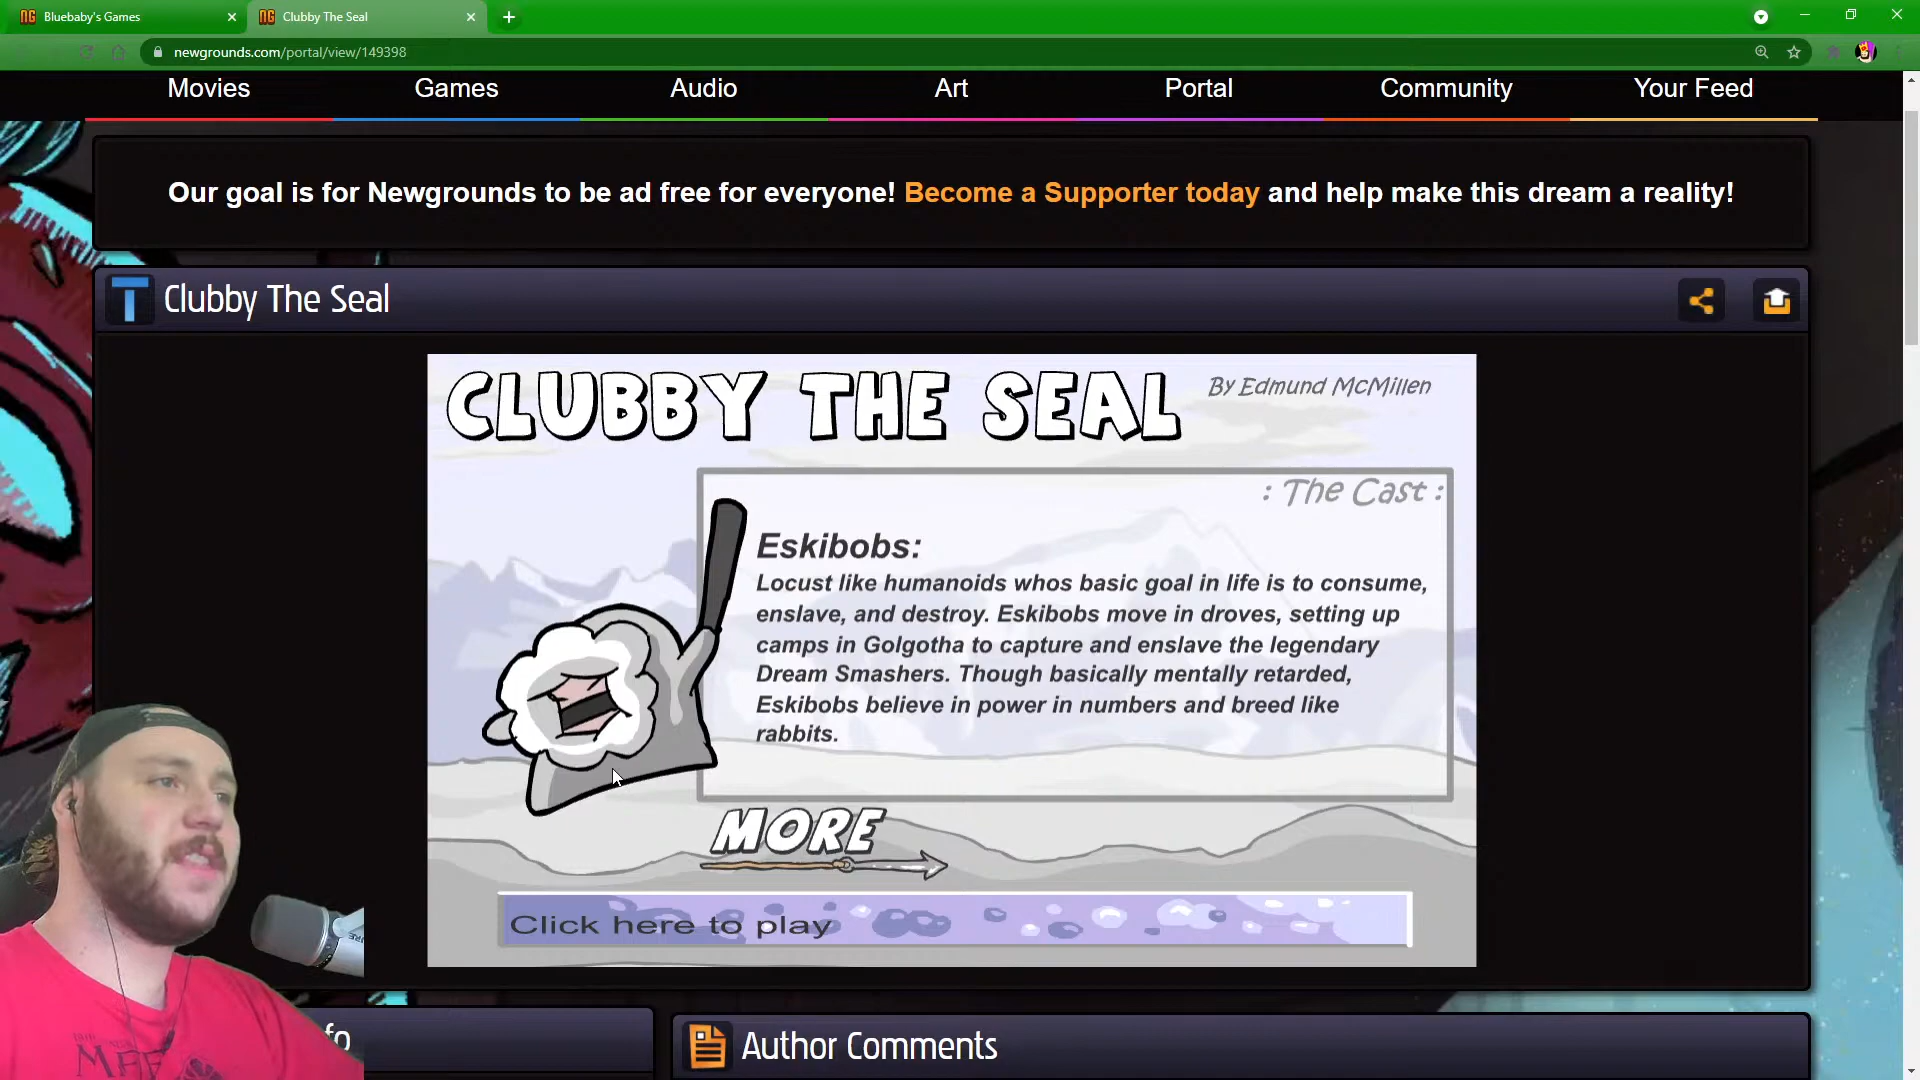 Bluebaby's Games
Clubby The Seal
newgrounds.com/portal/view/149398
Movies Games Audio Art Portal Community Your Feed
Our goal is for Newgrounds to be ad free for everyone! Become a Supporter today and help make this dream a reality!
T Clubby The Seal
CLUBBY THE SEAL
By Edmund McMillen
: The Cast :
Eskibobs:
Locust like humanoids whos basic goal in life is to consume,
enslave, and destroy. Eskibobs move in droves, setting up
camps in Golgotha to capture and enslave the legendary
Dream Smashers. Though basically mentally retarded,
Eskibobs believe in power in numbers and breed like
rabbits.
MORE
Click here to play
fo
Author Comments